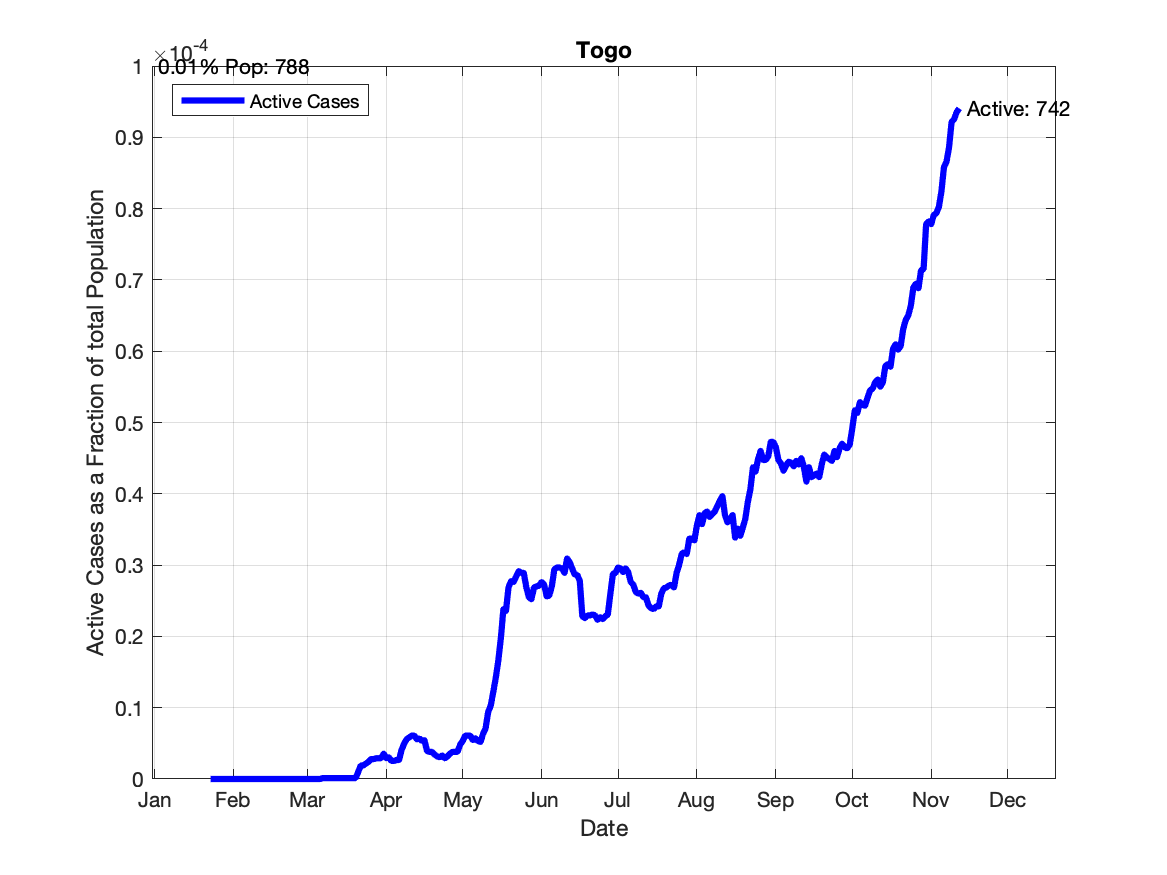 Togo
×10-4
0.01% Pop: 788
Active Cases
Active: 742
Active Cases as a Fraction of total Population
1
0.9
0.8
0.7
0.6
0.5
0.4
0.3
0.2
0.1
0
Jan Feb Mar Apr May Jun Jul Aug Sep Oct Nov Dec
Date